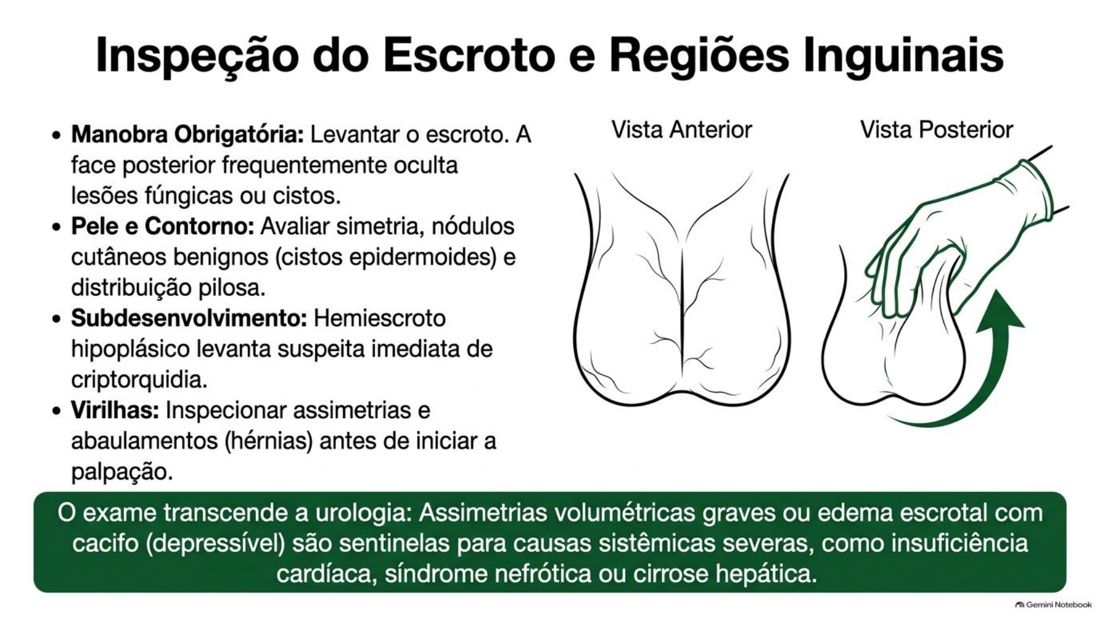 Inspeção do Escroto e Regiões Inguinais
• Manobra Obrigatória: Levantar o escroto. A
face posterior frequentemente oculta
lesões fúngicas ou cistos.
• Pele e Contorno: Avaliar simetria, nódulos
cutâneos benignos (cistos epidermoides) e
distribuição pilosa.
• Subdesenvolvimento: Hemiescroto
hipoplásico levanta suspeita imediata de
criptorquidia.
• Virilhas: Inspecionar assimetrias e
abaulamentos (hérnias) antes de iniciar a
palpação.
Vista Anterior
Vista Posterior
O exame transcende a urologia: Assimetrias volumétricas graves ou edema escrotal com
cacifo (depressível) são sentinelas para causas sistêmicas severas, como insuficiência
cardíaca, síndrome nefrótica ou cirrose hepática.
Gemini Notebook